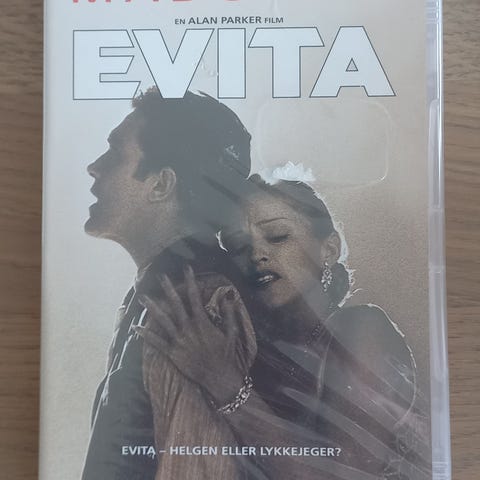 EN ALAN PARKER FILM
EVITA
EVITA – HELGEN ELLER LYKKEJEGER?